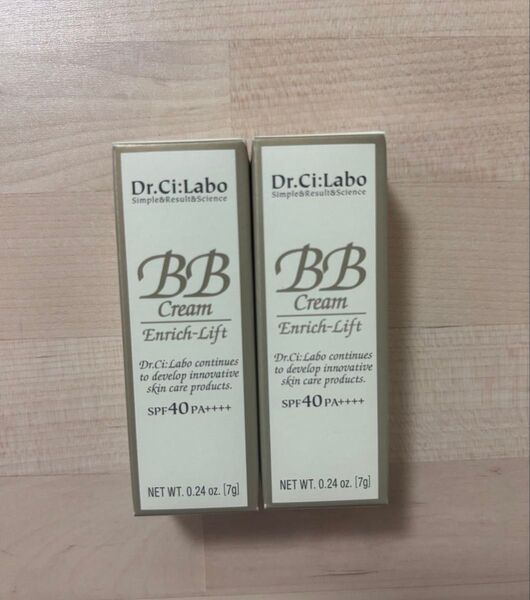 Dr.Ci:Labo
Simple&Result&Science
BB
Cream
Enrich-Lift
Dr.Ci:Labo continues
to develop innovative
skin care products.
SPF40 PA++++
NET WT. 0.24 oz. [7g]
Dr.Ci:Labo
Simple&Result&Science
BB
Cream
Enrich-Lift
Dr.Ci:Labo continues
to develop innovative
skin care products.
SPF40 PA++++
NET WT. 0.24 oz. [7g]